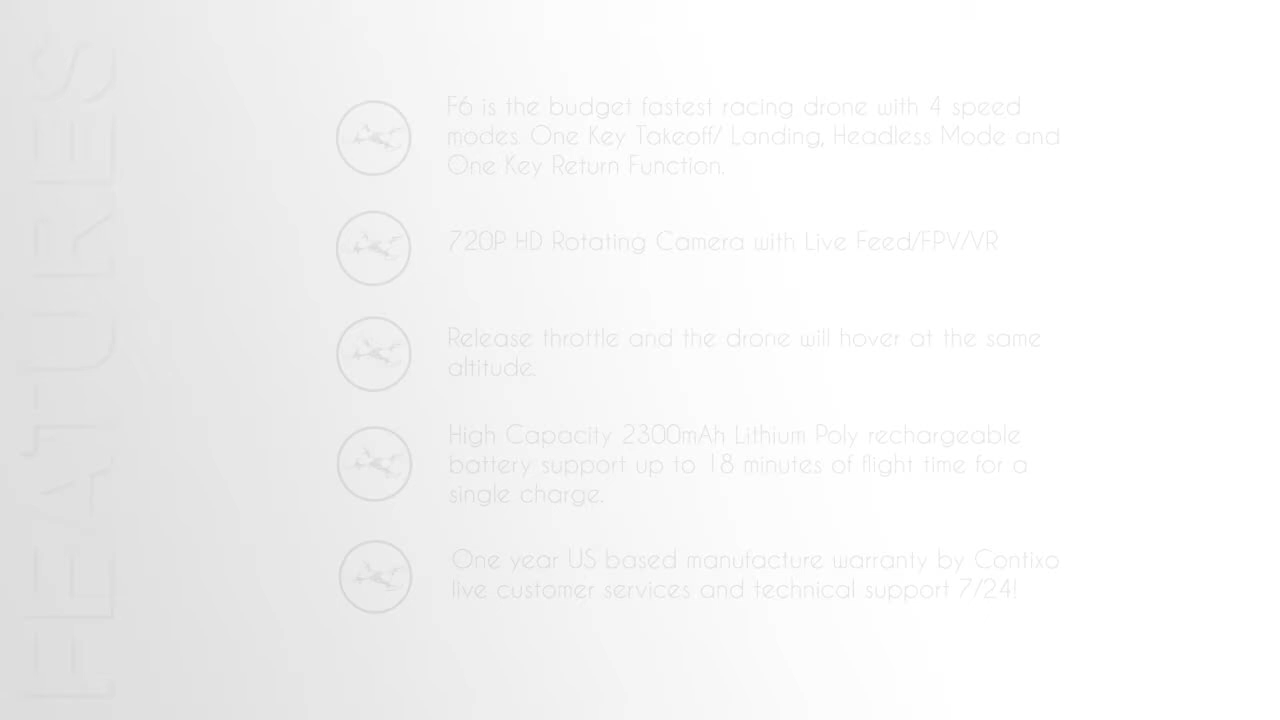 FEATURES
F6 is the budget fastest racing drone with 4 speed
modes. One Key Takeoff/ Landing, Headless Mode and
One Key Return Function.
720P HD Rotating Camera with Live Feed/FPV/VR
Release throttle and the drone will hover at the same
altitude.
High Capacity 2300mAh Lithium Poly rechargeable
battery support up to 18 minutes of flight time for a
single charge.
One year US based manufacture warranty by Contixo
live customer services and technical support 7/24!